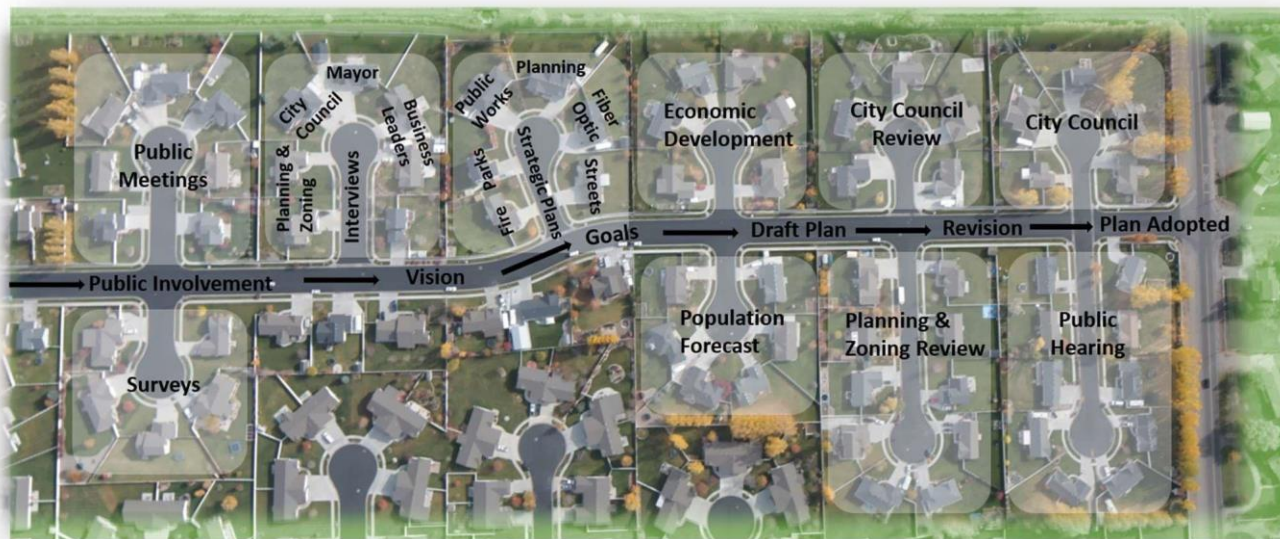 Public
Meetings
Mayor
City
Council
Business
Leaders
Planning &
Zoning
Interviews
Planning
Public
Works
Fiber
Optic
Parks
Strategic Plans
Streets
Fire
Economic
Development
City Council
Review
City Council
Public Involvement
Vision
Goals
Draft Plan
Revision
Plan Adopted
Surveys
Population
Forecast
Planning &
Zoning Review
Public
Hearing